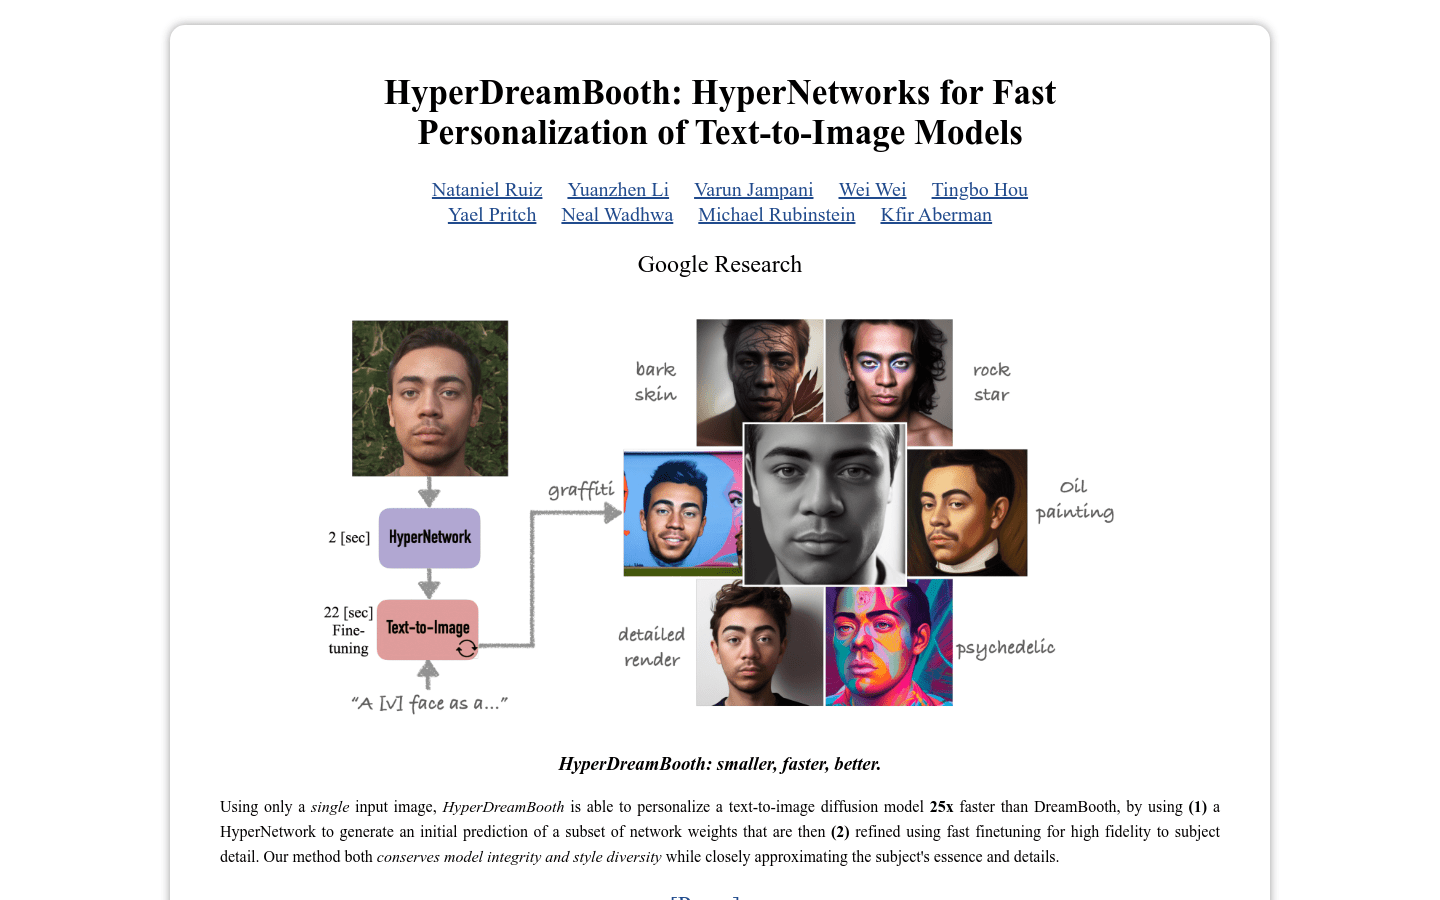 HyperDreamBooth: HyperNetworks for Fast
Personalization of Text-to-Image Models
Nataniel Ruiz Yuanzhen Li Varun Jampani Wei Wei Tingbo Hou
Yael Pritch Neal Wadhwa Michael Rubinstein Kfir Aberman
Google Research
2 [sec]
HyperNetwork
22 [sec]
Fine-
tuning
Text-to-Image
"A [v] face as a..."
graffiti
bark
skin
rock
star
Oil
painting
detailed
render
psychedelic
HyperDreamBooth: smaller, faster, better.
Using only a single input image, HyperDreamBooth is able to personalize a text-to-image diffusion model 25x faster than DreamBooth, by using (1) a
HyperNetwork to generate an initial prediction of a subset of network weights that are then (2) refined using fast finetuning for high fidelity to subject
detail. Our method both conserves model integrity and style diversity while closely approximating the subject's essence and details.